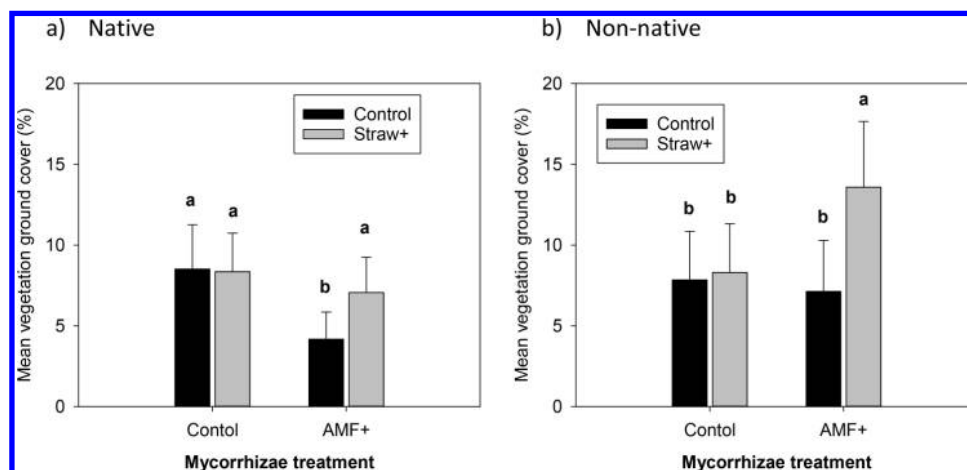 a) Native
20
15
10
5
0
Mean vegetation ground cover (%)
Control
Straw+
a
a
b
a
Contol
AMF+
Mycorrhizae treatment
b) Non-native
20
15
10
5
0
Mean vegetation ground cover (%)
Control
Straw+
b
b
b
a
Contol
AMF+
Mycorrhizae treatment